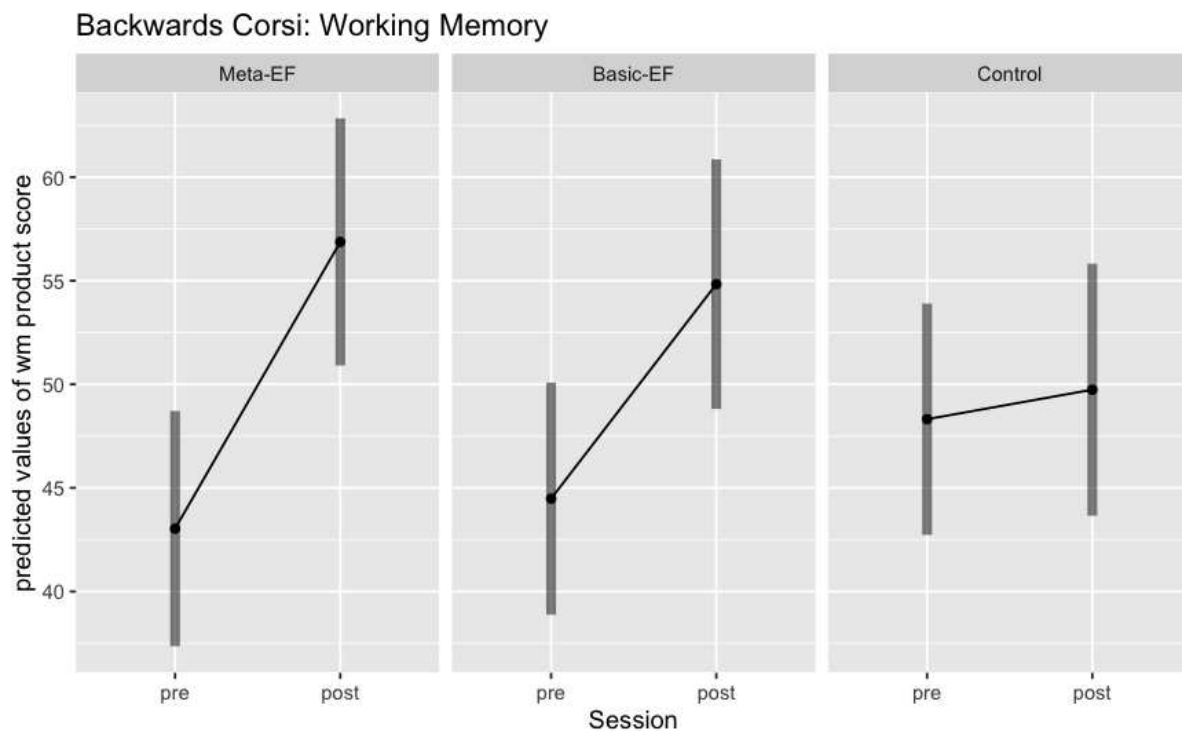 Backwards Corsi: Working Memory
Meta-EF
Basic-EF
Control
predicted values of wm product score
60
55
50
45
40
pre
post
pre
post
pre
post
Session